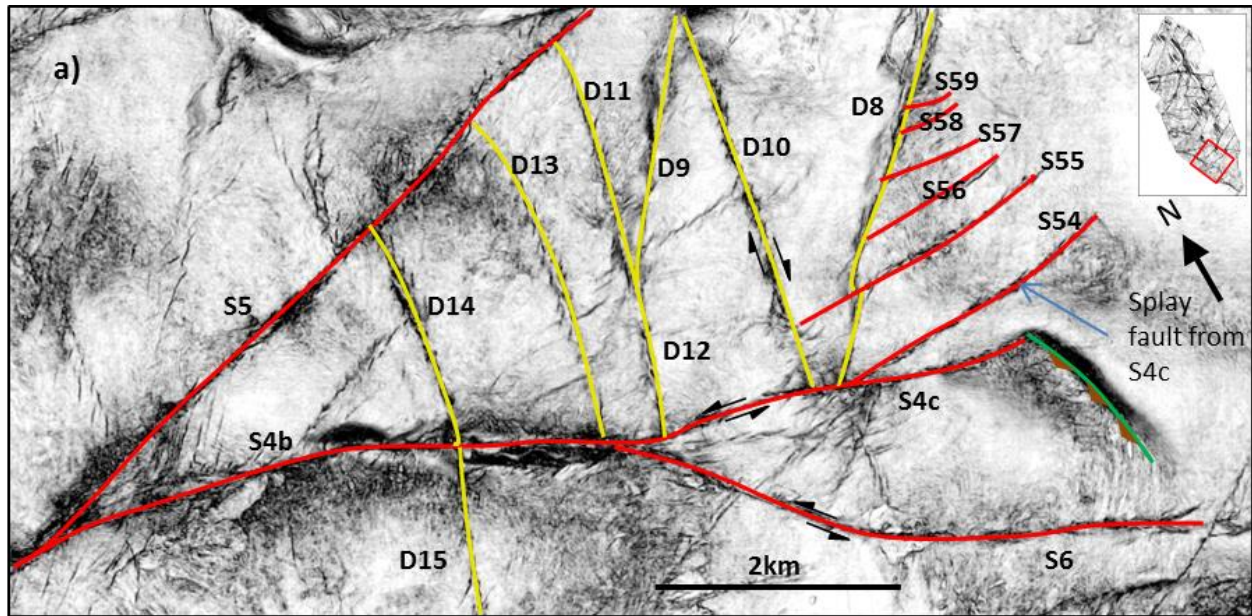 a)
D11
D8
S59
S58
S57
D13
D9
D10
S55
S56
S54
N
S5
D14
Splay
fault from
S4c
D12
S4c
S4b
D15
2km
S6